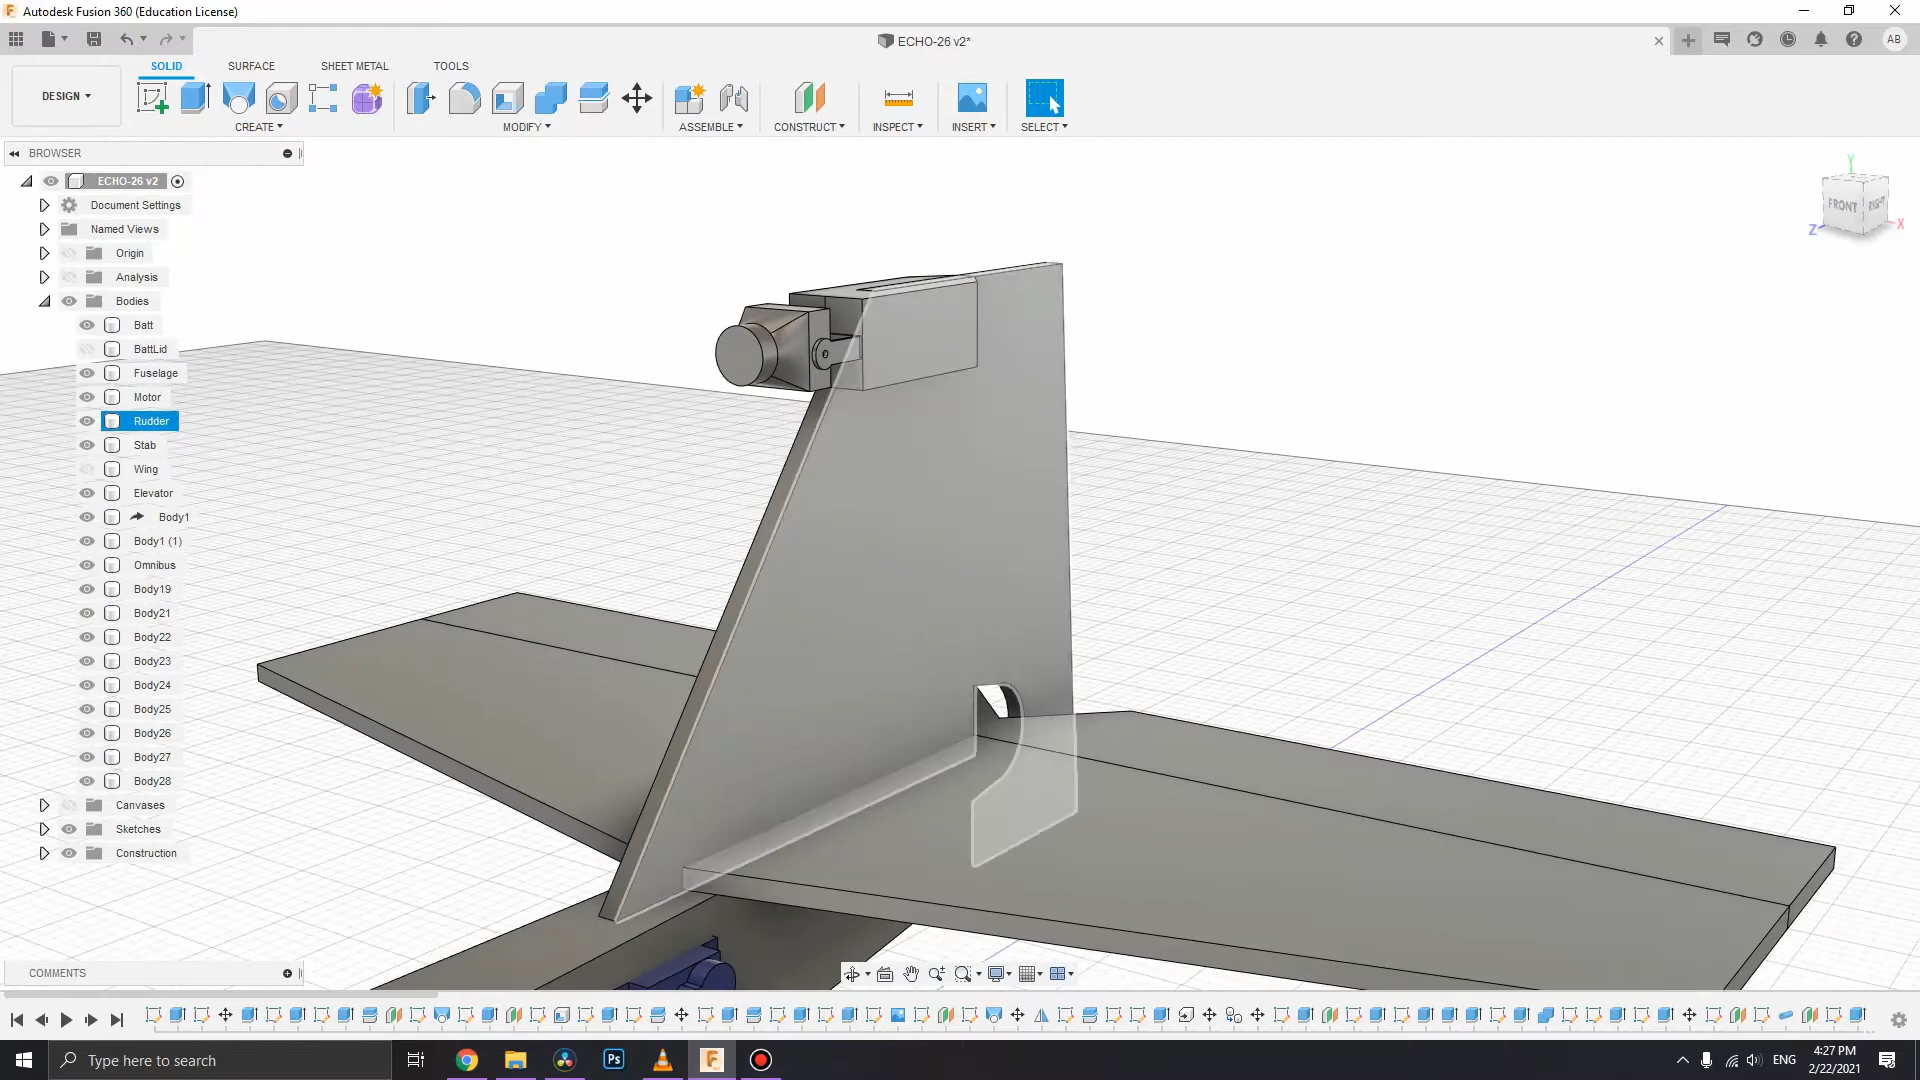 Autodesk Fusion 360 (Education License)
ECHO-26 v2*
AB
SOLID SURFACE SHEET METAL TOOLS
DESIGN
CREATE MODIFY ASSEMBLE CONSTRUCT INSPECT INSERT SELECT
BROWSER
ECHO-26 v2
Document Settings
Named Views
Origin
Analysis
Bodies
Batt
BattLid
Fuselage
Motor
Rudder
Stab
Wing
Elevator
Body1
Body1 (1)
Omnibus
Body19
Body21
Body22
Body23
Body24
Body25
Body26
Body27
Body28
Canvases
Sketches
Construction
Y
FRONT RIGHT
Z X
COMMENTS
Type here to search
Ps
ENG
4:27 PM
2/22/2021